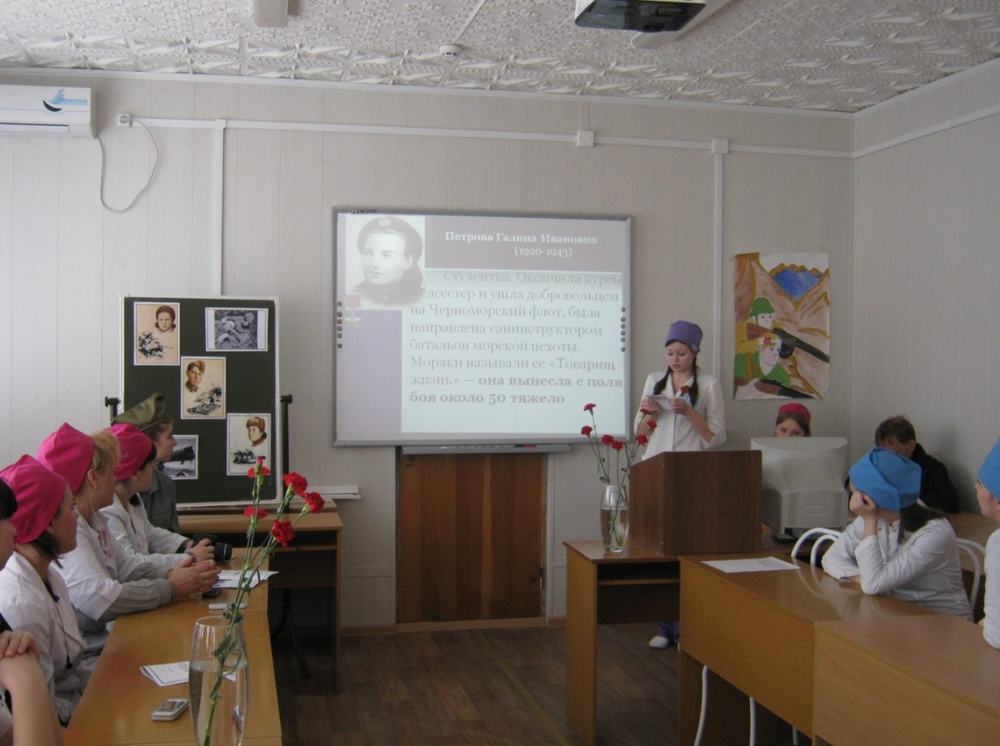 Петрова Галина Ивановна
(1920-1943)
Студентка. Окончила курсы
едсестер и ушла добровольцем
на Черноморский флот, была
направлена санинструктором
батальон морской пехоты.
Моряки называли ее «Товарищ
жизнь» — она вынесла с поля
боя около 50 тяжело